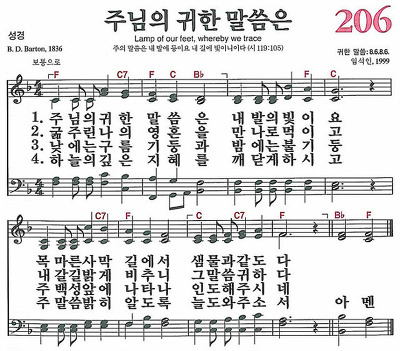 주님의 귀한 말씀은
206
Lamp of our feet, whereby we trace
성경
B. D. Barton, 1836
주의 말씀은 내 발에 등이요 내 길에 빛이니이다 (시 119:105)
귀한 말씀: 8.6.8.6.
임석인, 1999
보통으로
F C7 F B♭ F C F
1. 주님의귀한 말 씀 은 내 발의빛이 요
2. 굶주린나의 영혼을 만나로먹이고
3. 낮에는구름 기둥과 밤에는불기둥
4. 하늘의깊은 지혜를 깨닫게하시고
C7 F C G7 C F B♭ F
목마른사막 길에서 샘물과같도다
내갈길밝게 비추니 그말씀귀하다
주백성앞에 나타나 인도해주시네
주말씀밝히 알도록 늘도와주소서 아 멘